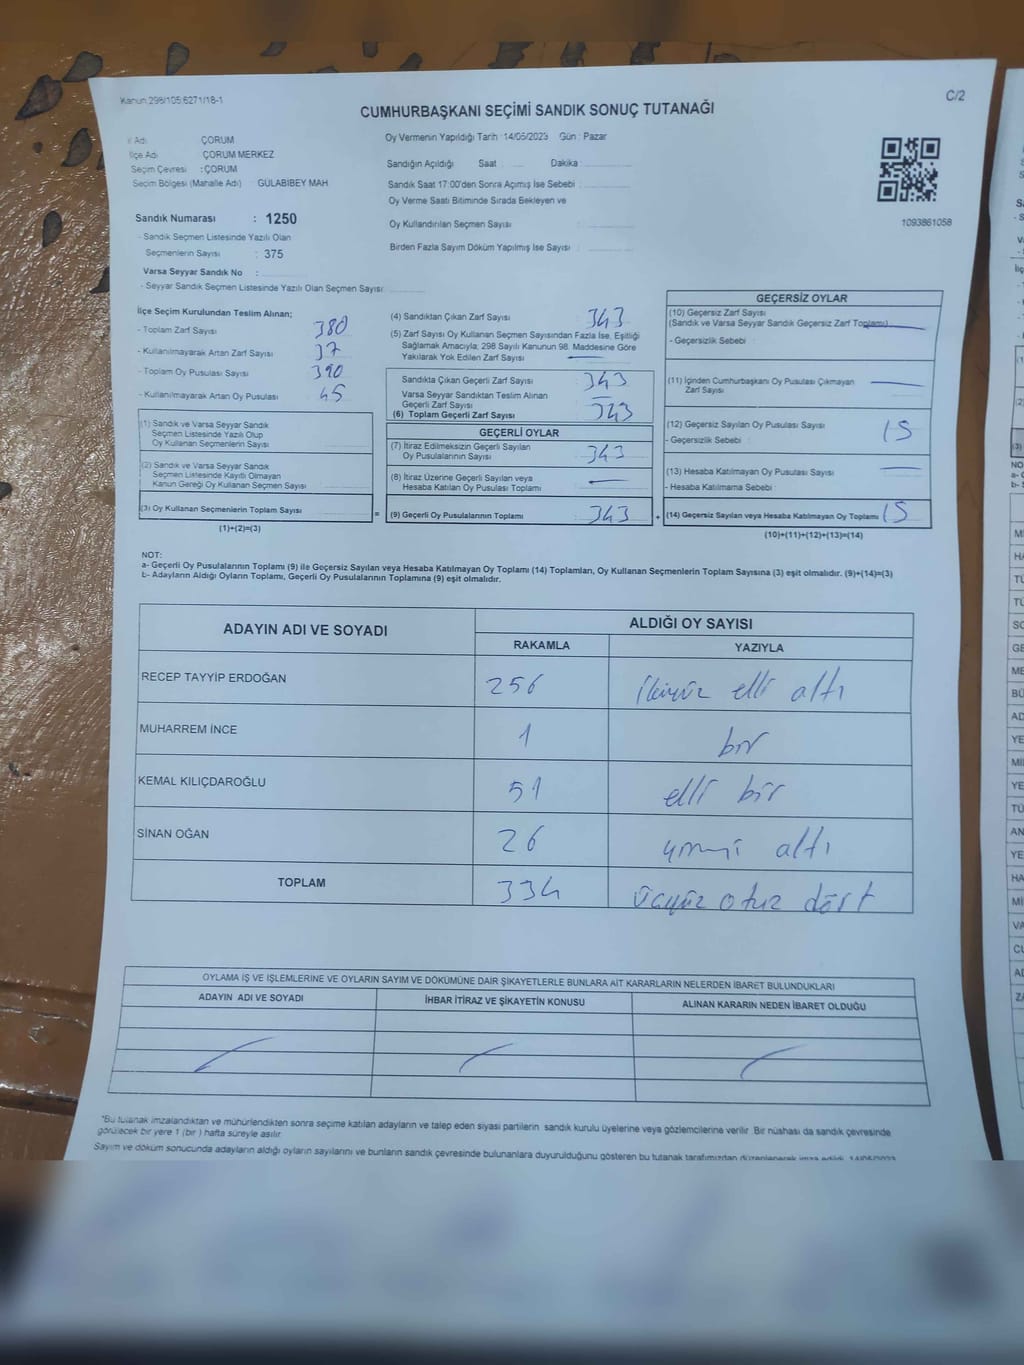 Kanun 298/105.6271/18-1
C/2
CUMHURBAŞKANI SEÇİMİ SANDIK SONUÇ TUTANAĞI
İl Adı ÇORUM
İlçe Adı ÇORUM MERKEZ
Seçim Çevresi : ÇORUM
Seçim Bölgesi (Mahalle Adı) GÜLABİBEY MAH
Sandık Numarası : 1250
- Sandık Seçmen Listesinde Yazılı Olan
Seçmenlerin Sayısı : 375
Varsa Seyyar Sandık No :
- Seyyar Sandık Seçmen Listesinde Yazılı Olan Seçmen Sayısı:
Oy Vermenin Yapıldığı Tarih : 14/05/2023 Gün : Pazar
Sandığın Açıldığı Saat Dakika
Sandık Saat 17:00'den Sonra Açımış İse Sebebi :
Oy Verme Saati Bitiminde Sırada Bekleyen ve
Oy Kullandırılan Seçmen Sayısı
Birden Fazla Sayım Döküm Yapılmış İse Sayısı :
1093861058
İlçe Seçim Kurulundan Teslim Alınan;
- Toplam Zarf Sayısı 380
- Kullanılmayarak Artan Zarf Sayısı 37
- Toplam Oy Pusulası Sayısı 390
- Kullanılmayarak Artan Oy Pusulası 45
(1) Sandık ve Varsa Seyyar Sandık
Seçmen Listesinde Yazılı Olup
Oy Kullanan Seçmenlerin Sayısı
(2) Sandık ve Varsa Seyyar Sandık
Seçmen Listesinde Kayıtlı Olmayan
Kanun Gereği Oy Kullanan Seçmen Sayısı
(3) Oy Kullanan Seçmenlerin Toplam Sayısı =
(1)+(2)=(3)
(4) Sandıktan Çıkan Zarf Sayısı 343
(5) Zarf Sayısı Oy Kullanan Seçmen Sayısından Fazla İse, Eşitliği
Sağlamak Amacıyla; 298 Sayılı Kanunun 98. Maddesine Göre
Yakılarak Yok Edilen Zarf Sayısı
Sandıkta Çıkan Geçerli Zarf Sayısı 343
Varsa Seyyar Sandıktan Teslim Alınan
Geçerli Zarf Sayısı
(6) Toplam Geçerli Zarf Sayısı 343
GEÇERLİ OYLAR
(7) İtiraz Edilmeksizin Geçerli Sayılan
Oy Pusulalarının Sayısı 343
(8) İtiraz Üzerine Geçerli Sayılan veya
Hesaba Katılan Oy Pusulası Toplamı
(9) Geçerli Oy Pusulalarının Toplamı 343 +
GEÇERSİZ OYLAR
(10) Geçersiz Zarf Sayısı
(Sandık ve Varsa Seyyar Sandık Geçersiz Zarf Toplamı)
- Geçersizlik Sebebi
(11) İçinden Cumhurbaşkanı Oy Pusulası Çıkmayan
Zarf Sayısı
(12) Geçersiz Sayılan Oy Pusulası Sayısı 15
- Geçersizlik Sebebi
(13) Hesaba Katılmayan Oy Pusulası Sayısı
- Hesaba Katılmama Sebebi
(14) Geçersiz Sayılan veya Hesaba Katılmayan Oy Toplamı 15
(10)+(11)+(12)+(13)=(14)
NOT:
a- Geçerli Oy Pusulalarının Toplamı (9) ile Geçersiz Sayılan veya Hesaba Katılmayan Oy Toplamı (14) Toplamları, Oy Kullanan Seçmenlerin Toplam Sayısına (3) eşit olmalıdır. (9)+(14)=(3)
b- Adayların Aldığı Oyların Toplamı, Geçerli Oy Pusulalarının Toplamına (9) eşit olmalıdır.
ADAYIN ADI VE SOYADI
ALDIĞI OY SAYISI
RAKAMLA YAZIYLA
RECEP TAYYİP ERDOĞAN 256 ikiyüz elli altı
MUHARREM İNCE 1 bir
KEMAL KILIÇDAROĞLU 51 elli bir
SİNAN OĞAN 26 yirmi altı
TOPLAM 334 üçyüz otuz dört
OYLAMA İŞ VE İŞLEMLERİNE VE OYLARIN SAYIM VE DÖKÜMÜNE DAİR ŞİKAYETLERLE BUNLARA AİT KARARLARIN NELERDEN İBARET BULUNDUKLARI
ADAYIN ADI VE SOYADI İHBAR İTİRAZ VE ŞİKAYETİN KONUSU ALINAN KARARIN NEDEN İBARET OLDUĞU
*Bu tutanak imzalandıktan ve mühürlendikten sonra seçime katılan adayların ve talep eden siyasi partilerin sandık kurulu üyelerine veya gözlemcilerine verilir. Bir nüshası da sandık çevresinde
görülecek bir yere 1 (bir) hafta süreyle asılır.
Sayım ve döküm sonucunda adayların aldığı oyların sayılarını ve bunların sandık çevresinde bulunanlara duyurulduğunu gösteren bu tutanak tarafımızdan düzenlenerek imza edildi. 14/05/2023